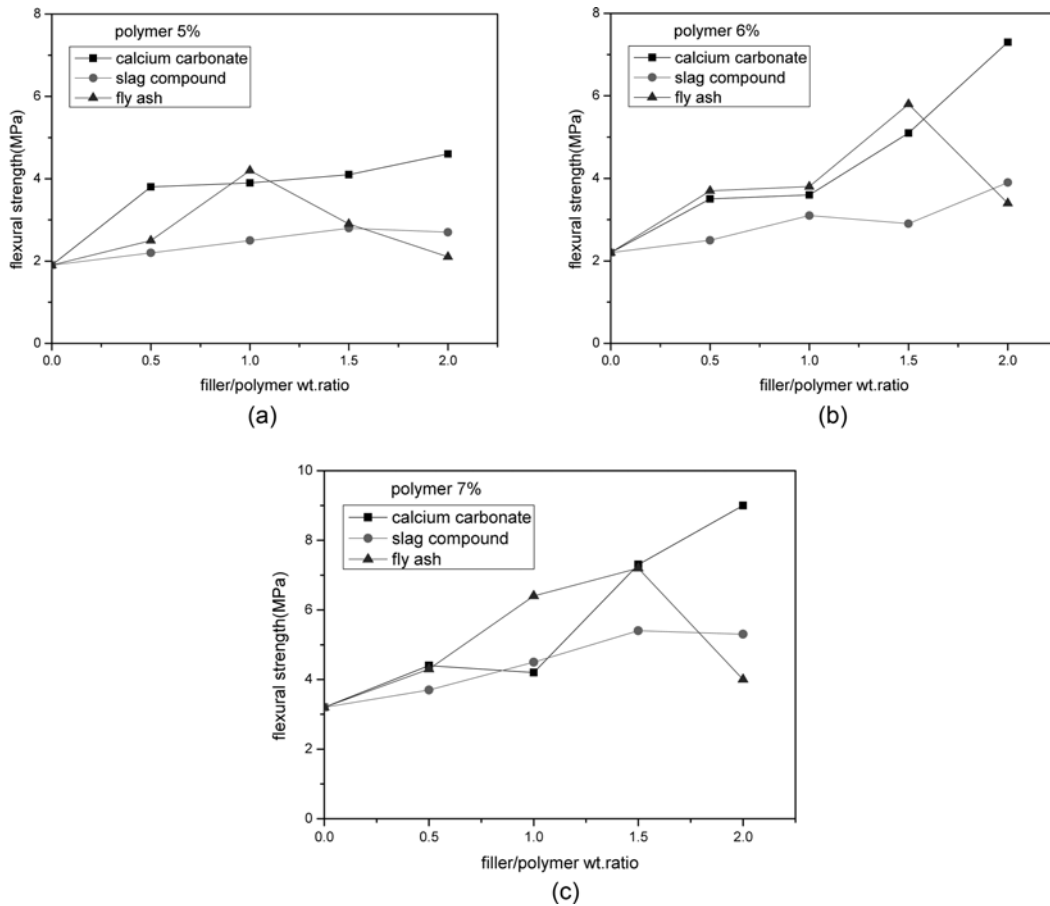 polymer 5%
calcium carbonate
slag compound
fly ash
8
6
4
2
0
flexural strength(MPa)
0.0 0.5 1.0 1.5 2.0
filler/polymer wt.ratio
(a)
polymer 6%
calcium carbonate
slag compound
fly ash
8
6
4
2
0
flexural strength(MPa)
0.0 0.5 1.0 1.5 2.0
filler/polymer wt.ratio
(b)
polymer 7%
calcium carbonate
slag compound
fly ash
10
8
6
4
2
0
flexural strength(MPa)
0.0 0.5 1.0 1.5 2.0
filler/polymer wt.ratio
(c)